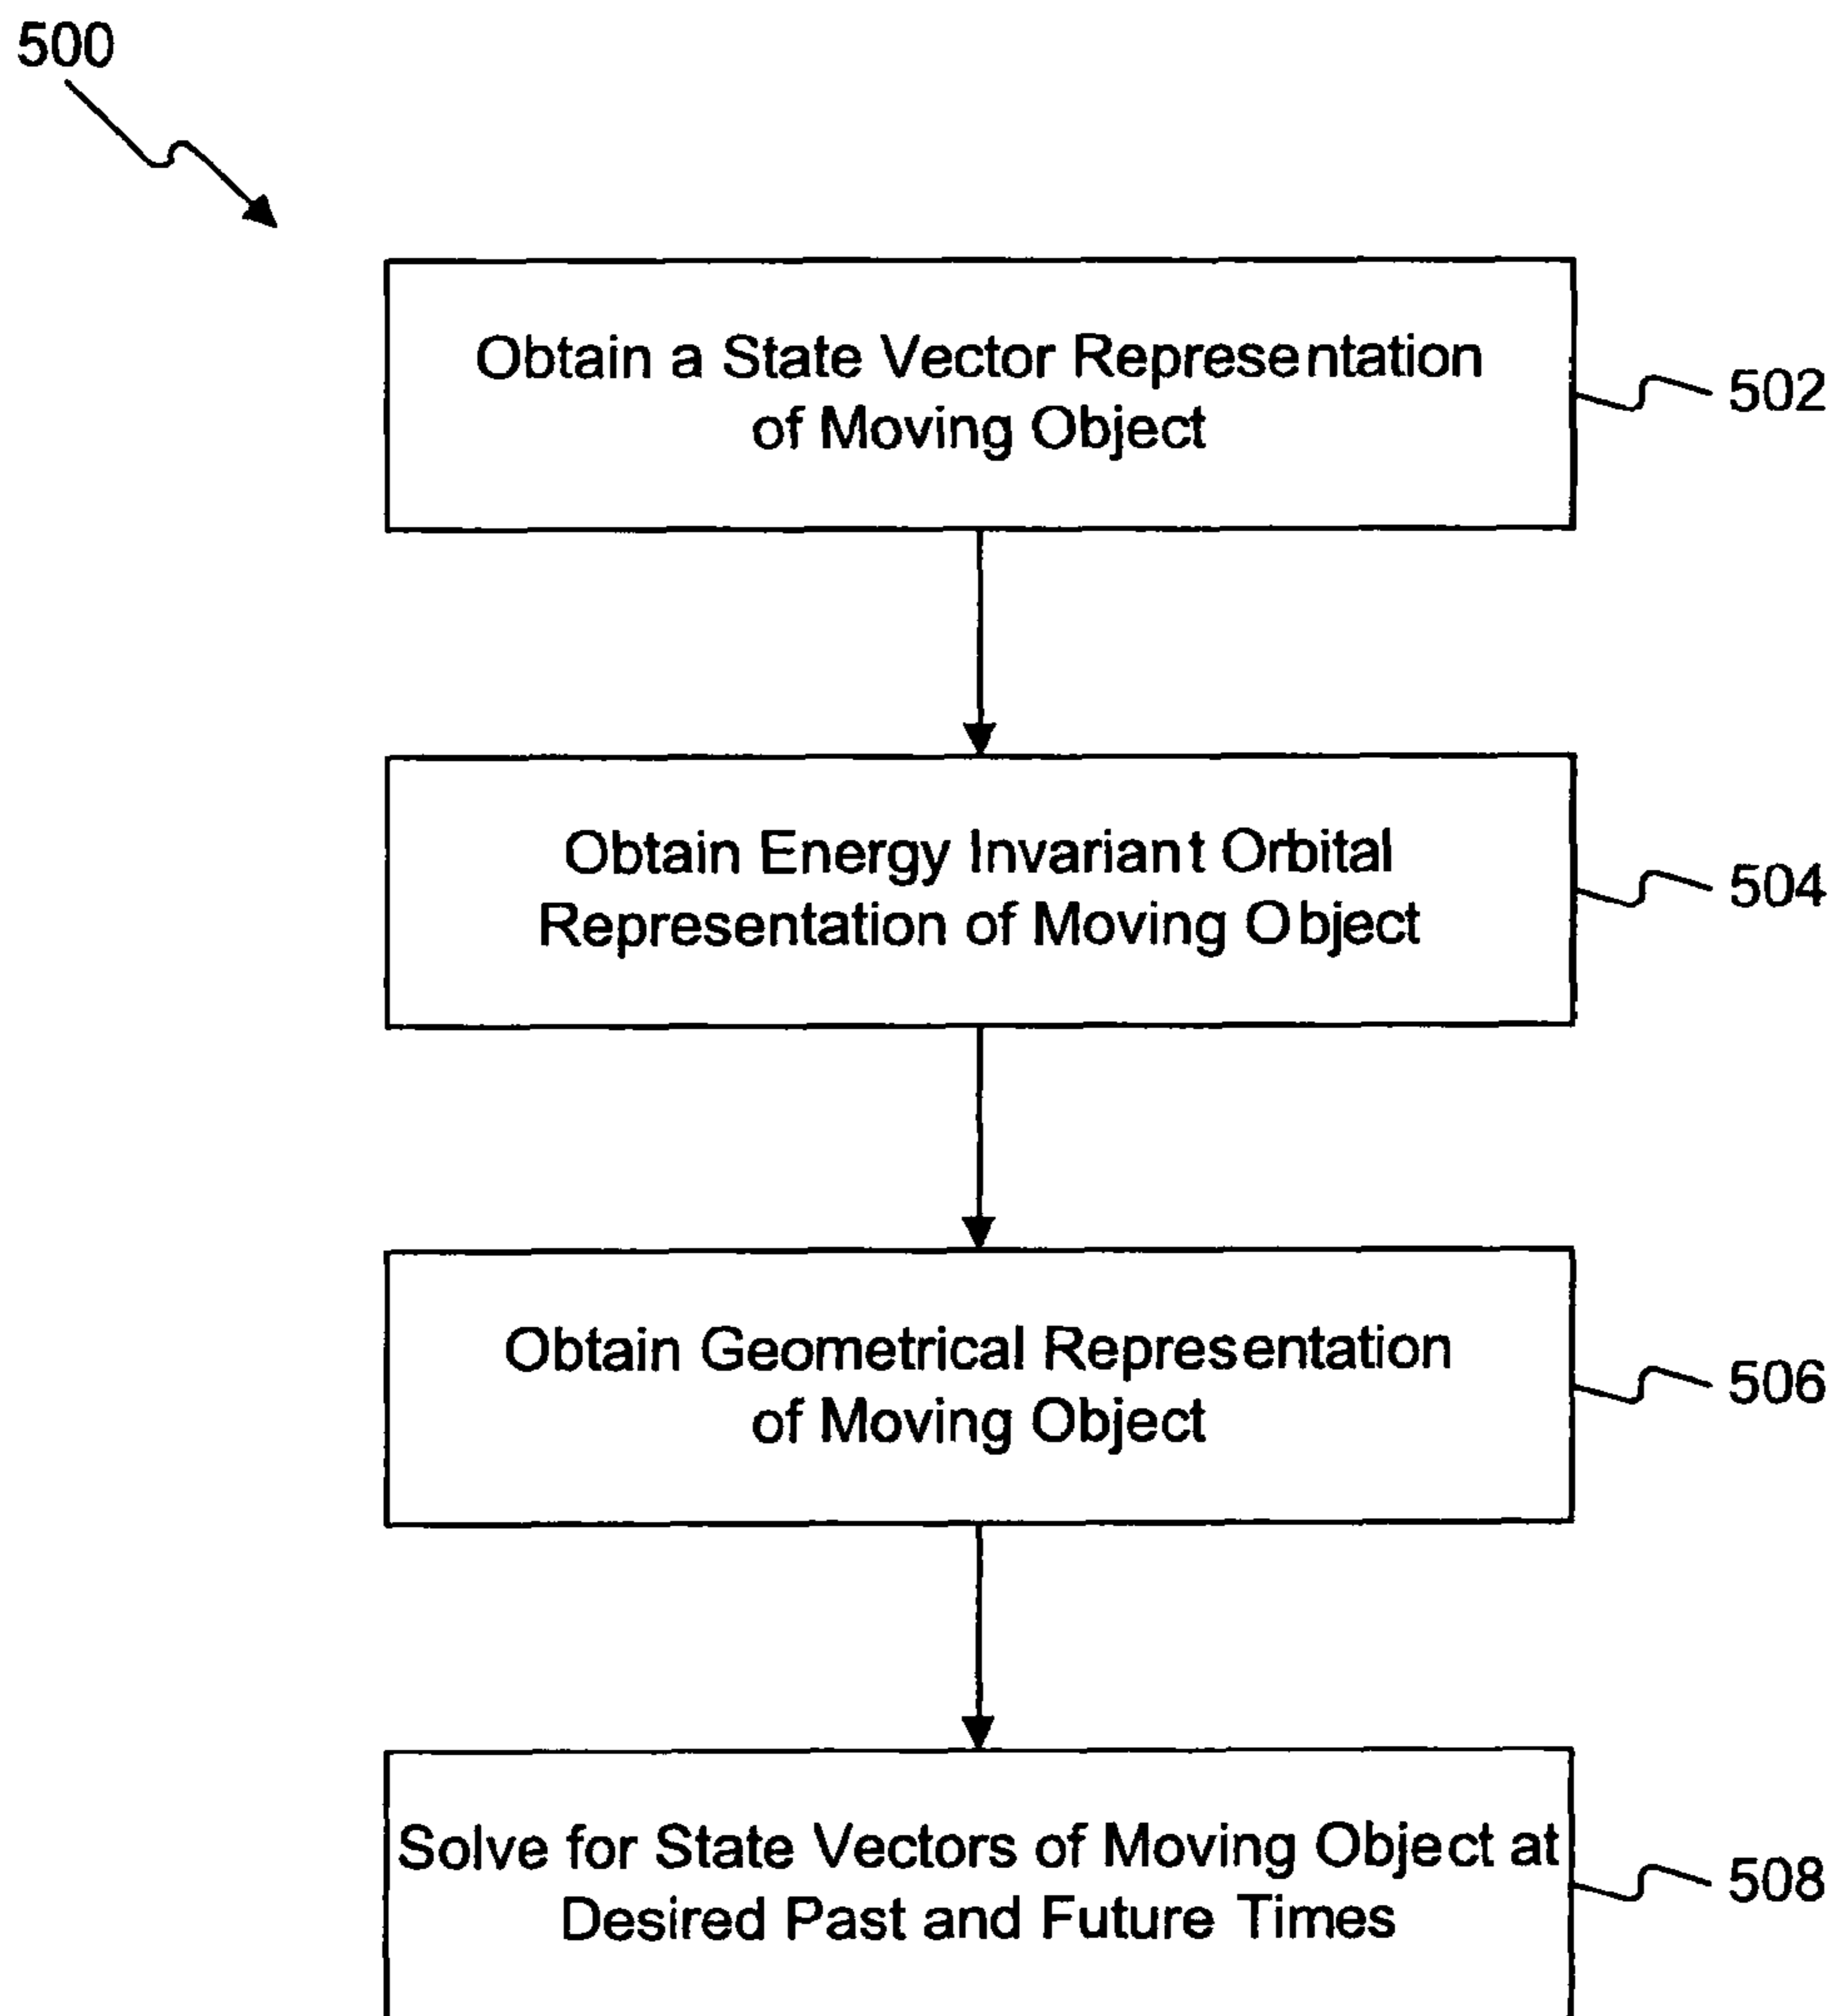 500
Obtain a State Vector Representation
of Moving Object
502
Obtain Energy Invariant Orbital
Representation of Moving Object
504
Obtain Geometrical Representation
of Moving Object
506
Solve for State Vectors of Moving Object at
Desired Past and Future Times
508